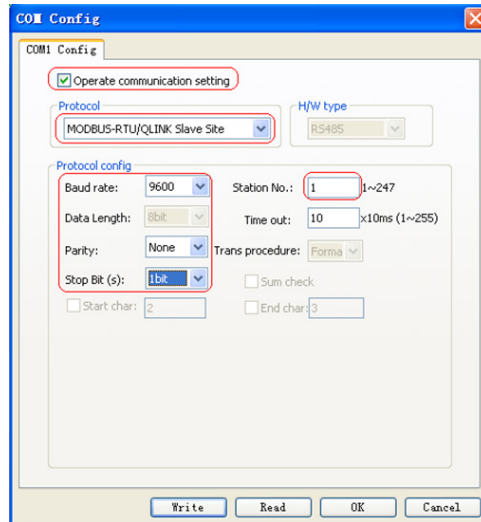 COM Config
COM1 Config
Operate communication setting
Protocol
MODBUS-RTU/QLINK Slave Site
H/W type
RS485
Protocol config
Baud rate: 9600 Station No.: 1 1~247
Data Length: 8bit Time out: 10 x10ms (1~255)
Parity: None Trans procedure: Forma
Stop Bit (s): 1bit Sum check
Start char: 2 End char: 3
Write Read OK Cancel